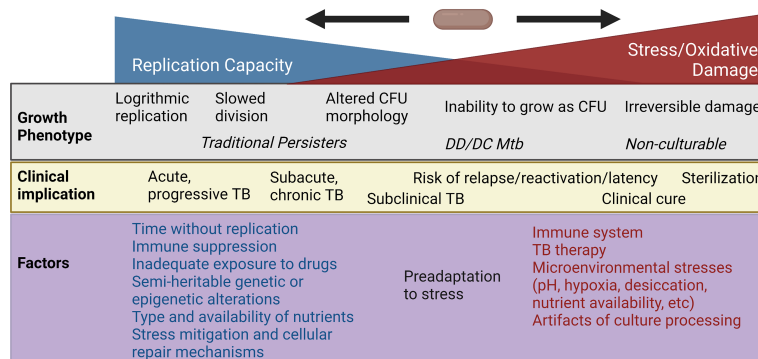 Replication Capacity
Stress/Oxidative
Damage
Growth
Phenotype
Logrithmic
replication
Slowed
division
Altered CFU
morphology
Inability to grow as CFU
Irreversible damage
Traditional Persisters
DD/DC Mtb
Non-culturable
Clinical
implication
Acute,
progressive TB
Subacute,
chronic TB
Risk of relapse/reactivation/latency
Sterilization
Subclinical TB
Clinical cure
Factors
Time without replication
Immune suppression
Inadequate exposure to drugs
Semi-heritable genetic or
epigenetic alterations
Type and availability of nutrients
Stress mitigation and cellular
repair mechanisms
Preadaptation
to stress
Immune system
TB therapy
Microenvironmental stresses
(pH, hypoxia, desiccation,
nutrient availability, etc)
Artifacts of culture processing